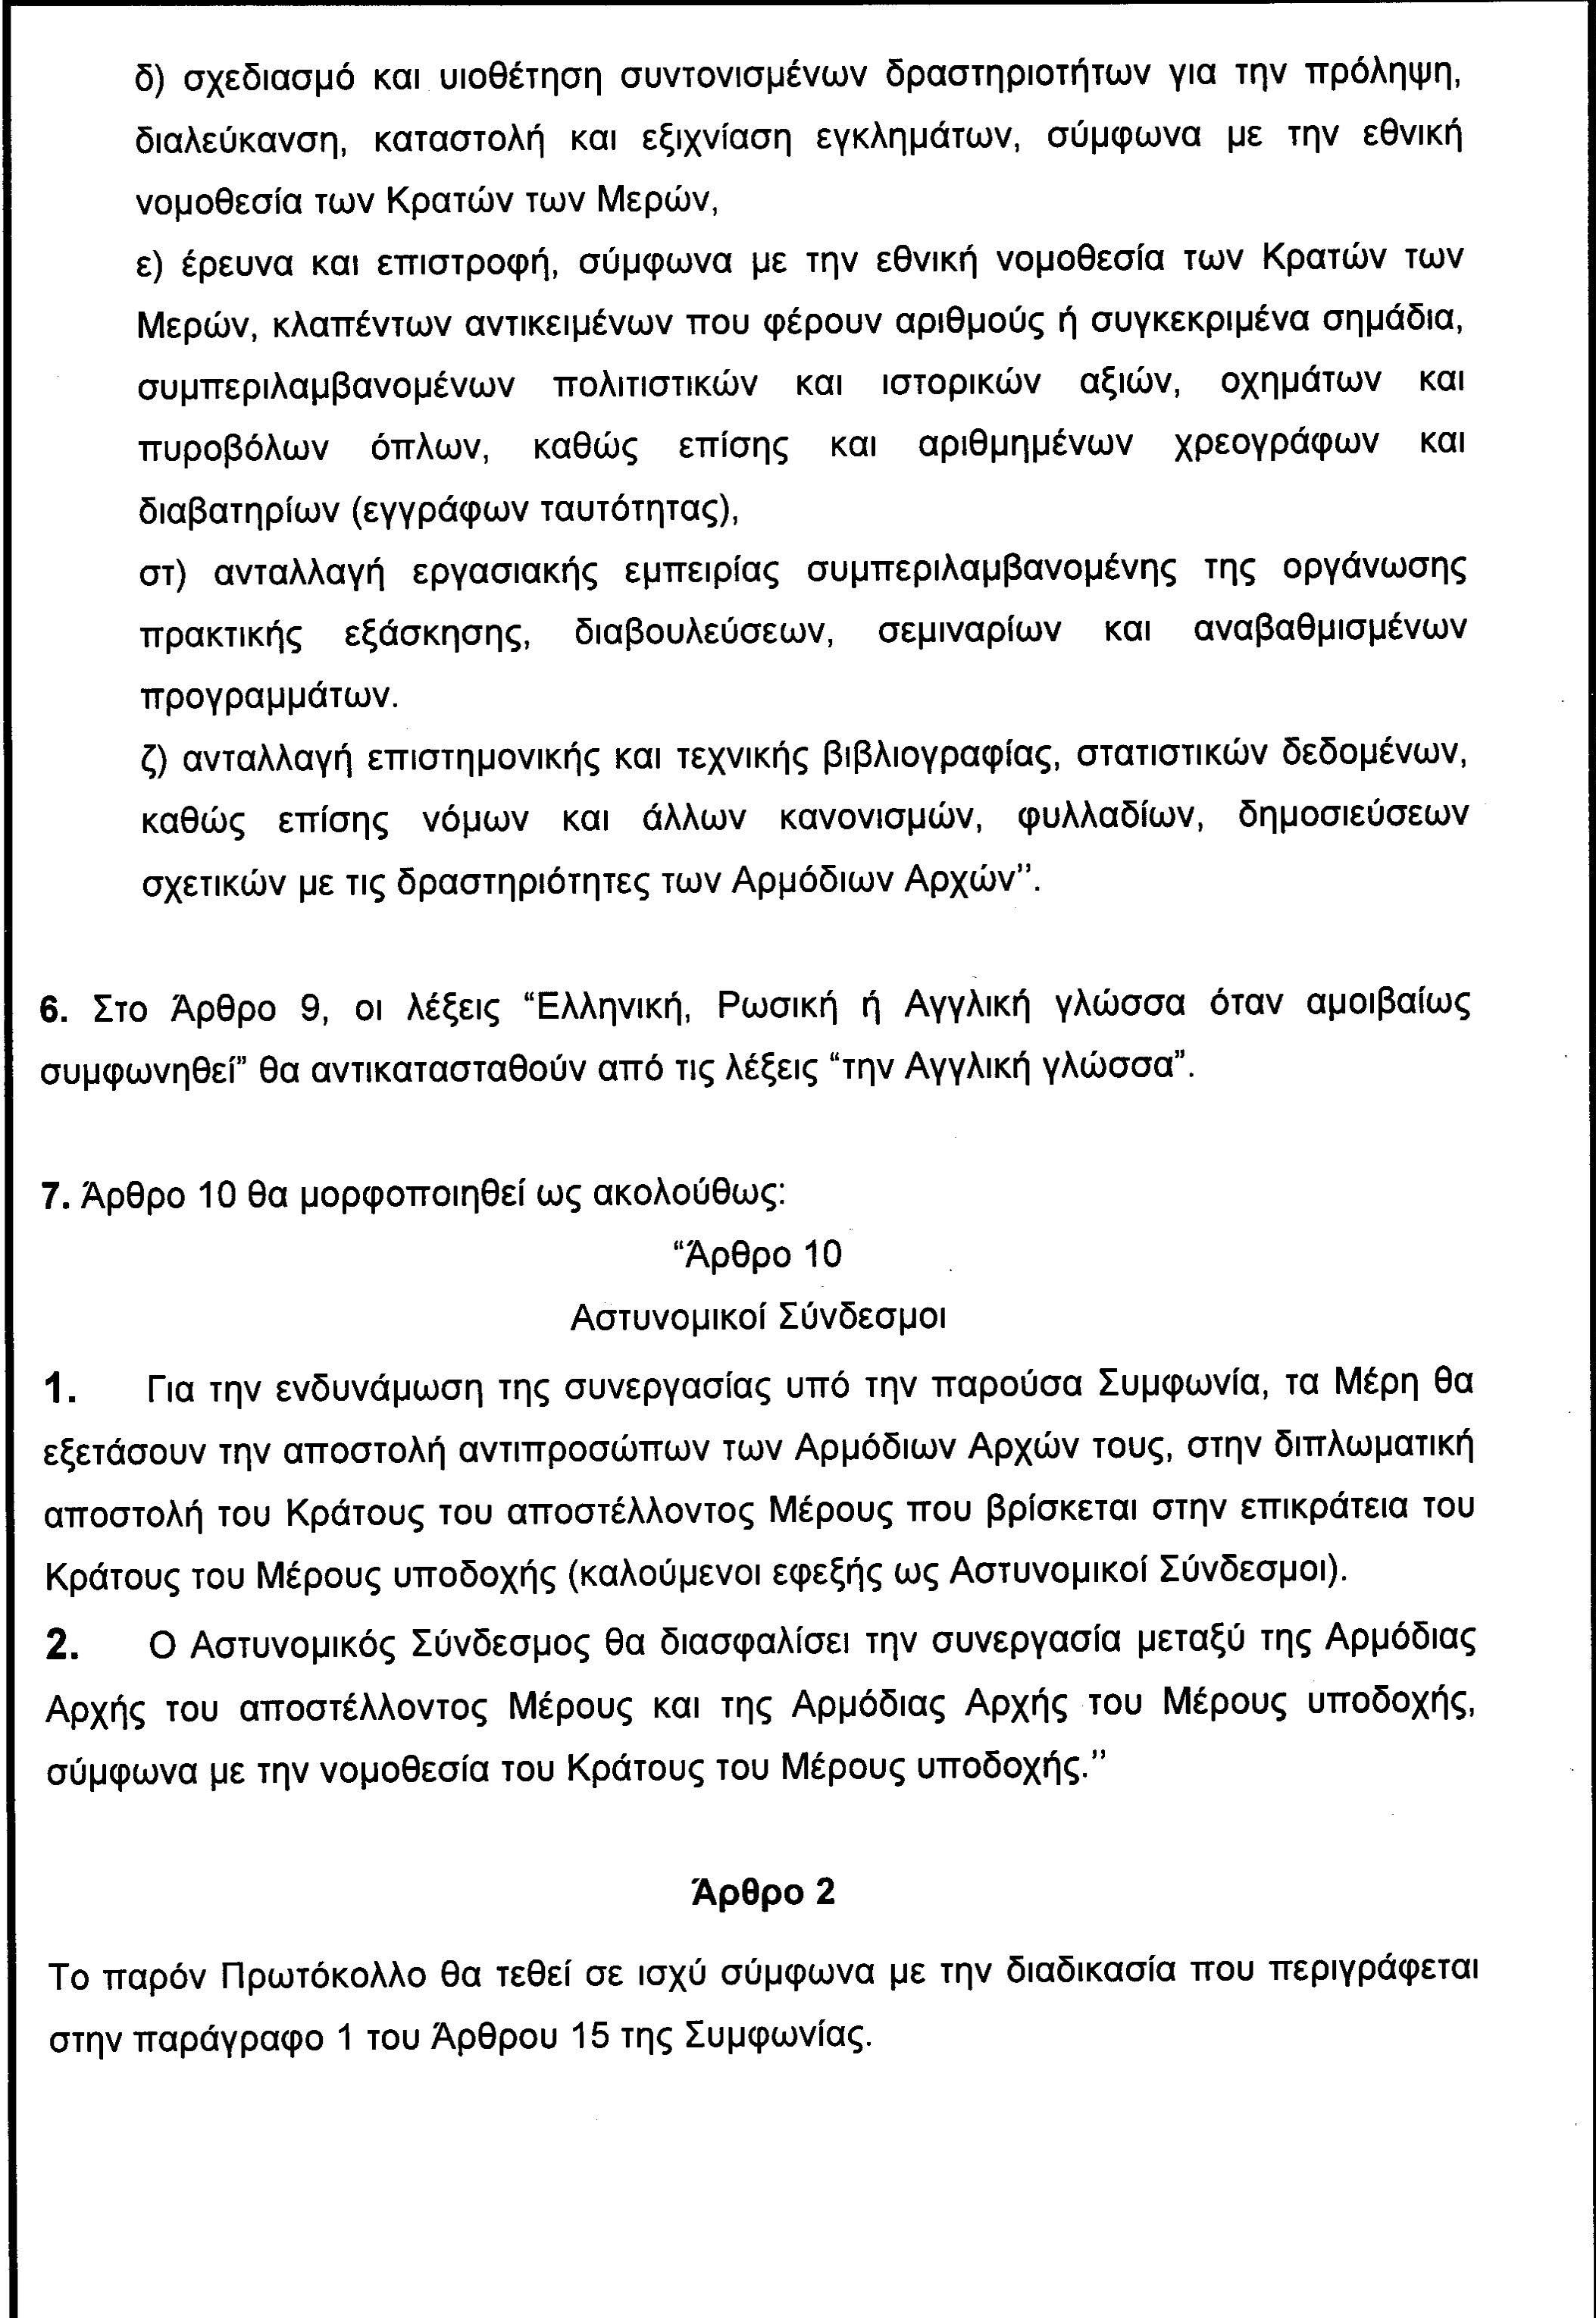 δ) σχεδιασμό και υιοθέτηση συντονισμένων δραστηριοτήτων για την πρόληψη,
διαλεύκανση, καταστολή και εξιχνίαση εγκλημάτων, σύμφωνα με την εθνική
νομοθεσία των Κρατών των Μερών,
ε) έρευνα και επιστροφή, σύμφωνα με την εθνική νομοθεσία των Κρατών των
Μερών, κλαπέντων αντικειμένων που φέρουν αριθμούς ή συγκεκριμένα σημάδια,
συμπεριλαμβανομένων πολιτιστικών και ιστορικών αξιών, οχημάτων και
πυροβόλων όπλων, καθώς επίσης και αριθμημένων χρεογράφων και
διαβατηρίων (εγγράφων ταυτότητας),
στ) ανταλλαγή εργασιακής εμπειρίας συμπεριλαμβανομένης της οργάνωσης
πρακτικής εξάσκησης, διαβουλεύσεων, σεμιναρίων και αναβαθμισμένων
προγραμμάτων.
ζ) ανταλλαγή επιστημονικής και τεχνικής βιβλιογραφίας, στατιστικών δεδομένων,
καθώς επίσης νόμων και άλλων κανονισμών, φυλλαδίων, δημοσιεύσεων
σχετικών με τις δραστηριότητες των Αρμόδιων Αρχών”.
6. Στο Άρθρο 9, οι λέξεις “Ελληνική, Ρωσική ή Αγγλική γλώσσα όταν αμοιβαίως
συμφωνηθεί” θα αντικατασταθούν από τις λέξεις “την Αγγλική γλώσσα”.
7. Άρθρο 10 θα μορφοποιηθεί ως ακολούθως:
“Άρθρο 10
Αστυνομικοί Σύνδεσμοι
1. Για την ενδυνάμωση της συνεργασίας υπό την παρούσα Συμφωνία, τα Μέρη θα
εξετάσουν την αποστολή αντιπροσώπων των Αρμόδιων Αρχών τους, στην διπλωματική
αποστολή του Κράτους του αποστέλλοντος Μέρους που βρίσκεται στην επικράτεια του
Κράτους του Μέρους υποδοχής (καλούμενοι εφεξής ως Αστυνομικοί Σύνδεσμοι).
2. Ο Αστυνομικός Σύνδεσμος θα διασφαλίσει την συνεργασία μεταξύ της Αρμόδιας
Αρχής του αποστέλλοντος Μέρους και της Αρμόδιας Αρχής του Μέρους υποδοχής,
σύμφωνα με την νομοθεσία του Κράτους του Μέρους υποδοχής.”
Άρθρο 2
Το παρόν Πρωτόκολλο θα τεθεί σε ισχύ σύμφωνα με την διαδικασία που περιγράφεται
στην παράγραφο 1 του Άρθρου 15 της Συμφωνίας.